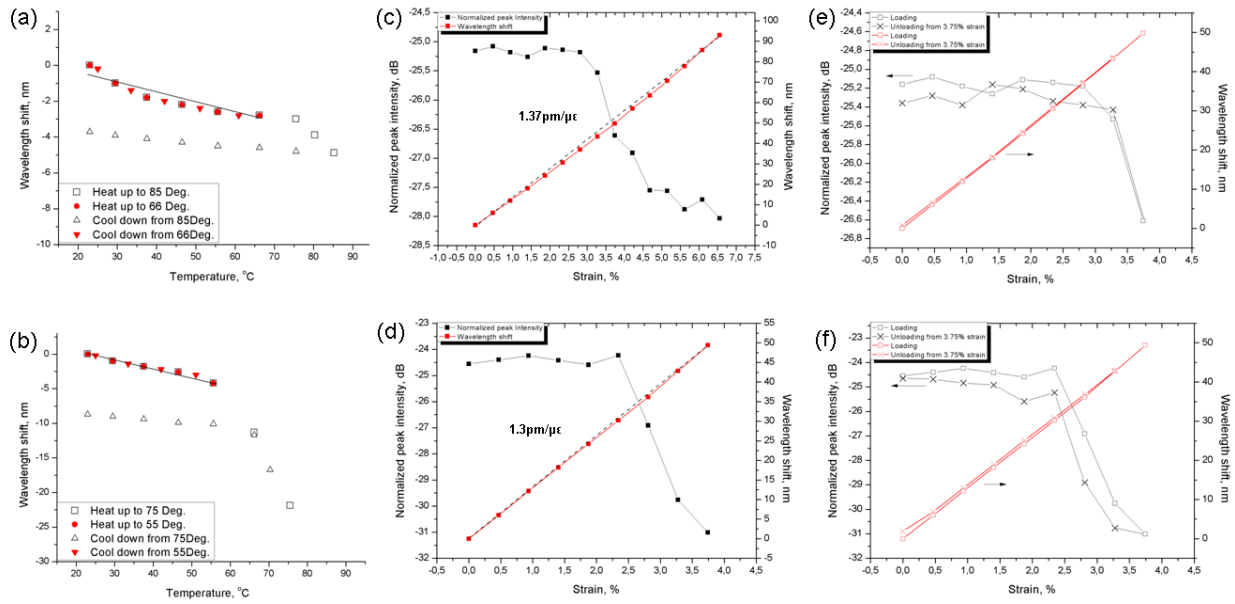 (a)
0
-2
-4
-6
-8
-10
Wavelength shift, nm
Heat up to 85 Deg.
Heat up to 66 Deg.
Cool down from 85Deg.
Cool down from 66Deg.
20 30 40 50 60 70 80 90
Temperature, °C
(c)
-24,5
-25,0
-25,5
-26,0
-26,5
-27,0
-27,5
-28,0
-28,5
Normalized peak intensity, dB
Normalized peak Intensity
Wavelength shift
1.37pm/με
100
90
80
70
60
50
40
30
20
10
0
-10
Wavelength shift, nm
-1,0 -0,5 0,0 0,5 1,0 1,5 2,0 2,5 3,0 3,5 4,0 4,5 5,0 5,5 6,0 6,5 7,0 7,5
Strain, %
(e)
-24,4
-24,6
-24,8
-25,0
-25,2
-25,4
-25,6
-25,8
-26,0
-26,2
-26,4
-26,6
-26,8
Normalized peak intensity, dB
Loading
Unloading from 3.75% strain
Loading
Unloading from 3.75% strain
50
40
30
20
10
0
Wavelength shift, nm
-0,5 0,0 0,5 1,0 1,5 2,0 2,5 3,0 3,5 4,0 4,5
Strain, %
(b)
5
0
-5
-10
-15
-20
-25
-30
Wavelength shift, nm
Heat up to 75 Deg.
Heat up to 55 Deg.
Cool down from 75Deg.
Cool down from 55Deg.
20 30 40 50 60 70 80 90
Temperature, °C
(d)
-23
-24
-25
-26
-27
-28
-29
-30
-31
-32
Normalized peak intensity, dB
Normalized peak Intensity
Wavelength shift
1.3pm/με
55
50
45
40
35
30
25
20
15
10
5
0
-5
Wavelength shift, nm
-0,5 0,0 0,5 1,0 1,5 2,0 2,5 3,0 3,5 4,0 4,5
Strain, %
(f)
-23
-24
-25
-26
-27
-28
-29
-30
-31
-32
Normalized peak intensity, dB
Loading
Unloading from 3.75% strain
Loading
Unloading from 3.75% strain
50
40
30
20
10
0
Wavelength shift, nm
-0,5 0,0 0,5 1,0 1,5 2,0 2,5 3,0 3,5 4,0 4,5
Strain, %